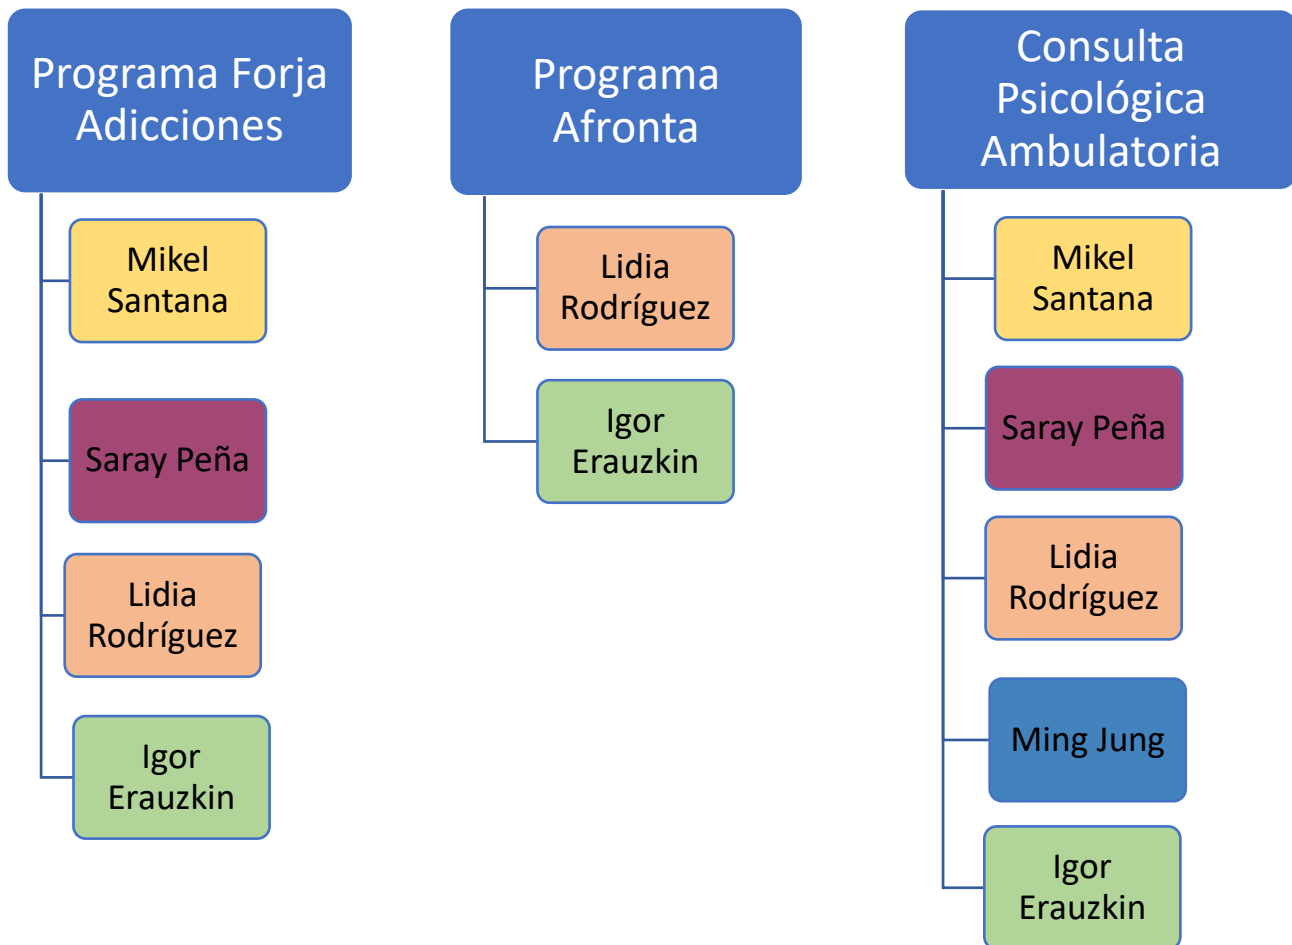 Programa Forja
Adicciones
Mikel
Santana
Saray Peña
Lidia
Rodríguez
Igor
Erauzkin
Programa
Afronta
Lidia
Rodríguez
Igor
Erauzkin
Consulta
Psicológica
Ambulatoria
Mikel
Santana
Saray Peña
Lidia
Rodríguez
Ming Jung
Igor
Erauzkin